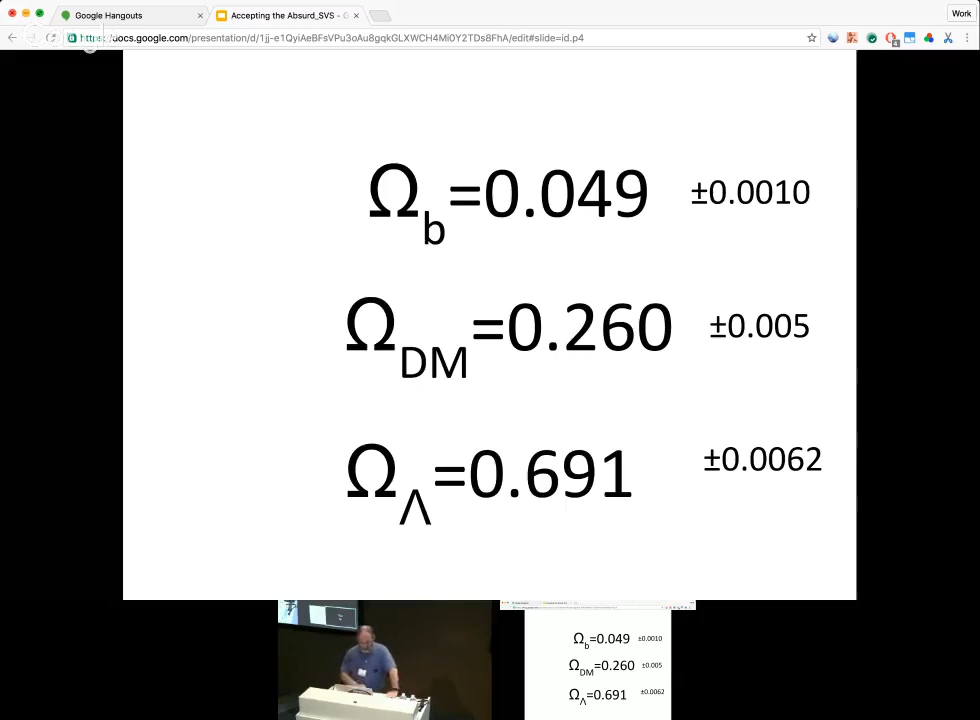 Google Hangouts
Accepting the Absurd_SVS - G
Work
https://docs.google.com/presentation/d/1jj-e1QyiAeBFsVPu3oAu8gqkGLXWCH4Mi0Y2TDs8FhA/edit#slide=id.p4
Ωb=0.049 ±0.0010
ΩDM=0.260 ±0.005
ΩΛ=0.691 ±0.0062
Ωb=0.049 ±0.0010
ΩDM=0.260 ±0.005
ΩΛ=0.691 ±0.0062